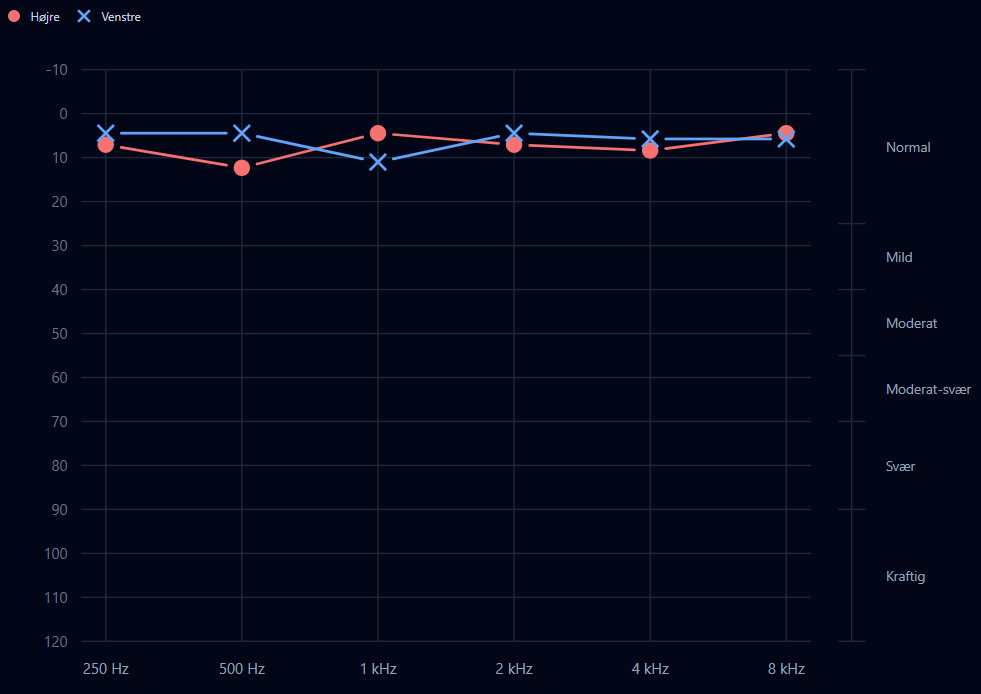 Højre Venstre
-10
0
10
20
30
40
50
60
70
80
90
100
110
120
250 Hz 500 Hz 1 kHz 2 kHz 4 kHz 8 kHz
Normal
Mild
Moderat
Moderat-svær
Svær
Kraftig